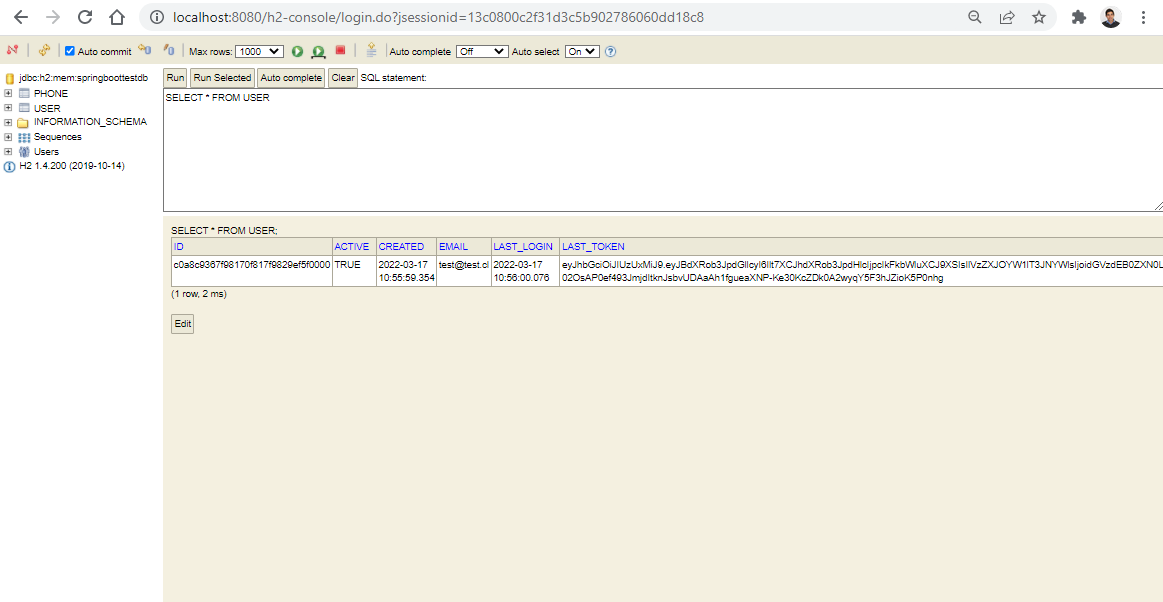 localhost:8080/h2-console/login.do?jsessionid=13c0800c2f31d3c5b902786060dd18c8
Auto commit Max rows: 1000 Auto complete Off Auto select On ?
jdbc:h2:mem:springboottestdb
PHONE
USER
INFORMATION_SCHEMA
Sequences
Users
H2 1.4.200 (2019-10-14)
Run Run Selected Auto complete Clear SQL statement:
SELECT * FROM USER
SELECT * FROM USER;
ID ACTIVE CREATED EMAIL LAST_LOGIN LAST_TOKEN
c0a8c9367f98170f817f9829ef5f0000 TRUE 2022-03-17 test@test.cl 2022-03-17
10:55:59.354 10:56:00.076
(1 row, 2 ms)
Edit